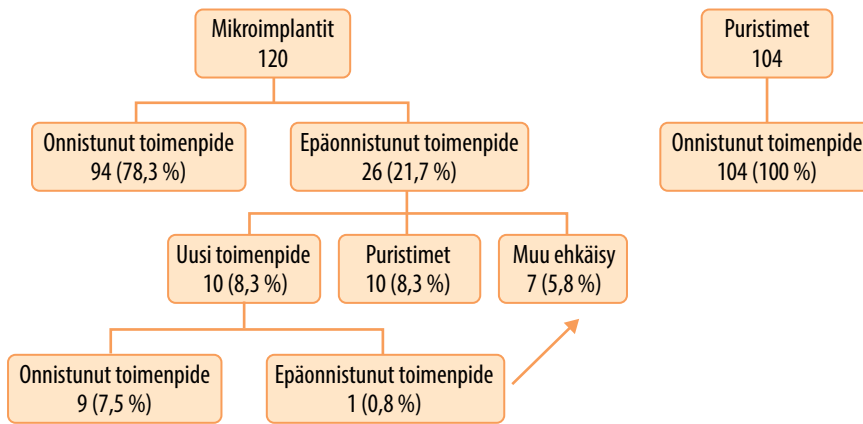 Mikroimplantit
120
Puristimet
104
Onnistunut toimenpide
94 (78,3 %)
Epäonnistunut toimenpide
26 (21,7 %)
Onnistunut toimenpide
104 (100 %)
Uusi toimenpide
10 (8,3 %)
Puristimet
10 (8,3 %)
Muu ehkäisy
7 (5,8 %)
Onnistunut toimenpide
9 (7,5 %)
Epäonnistunut toimenpide
1 (0,8 %)